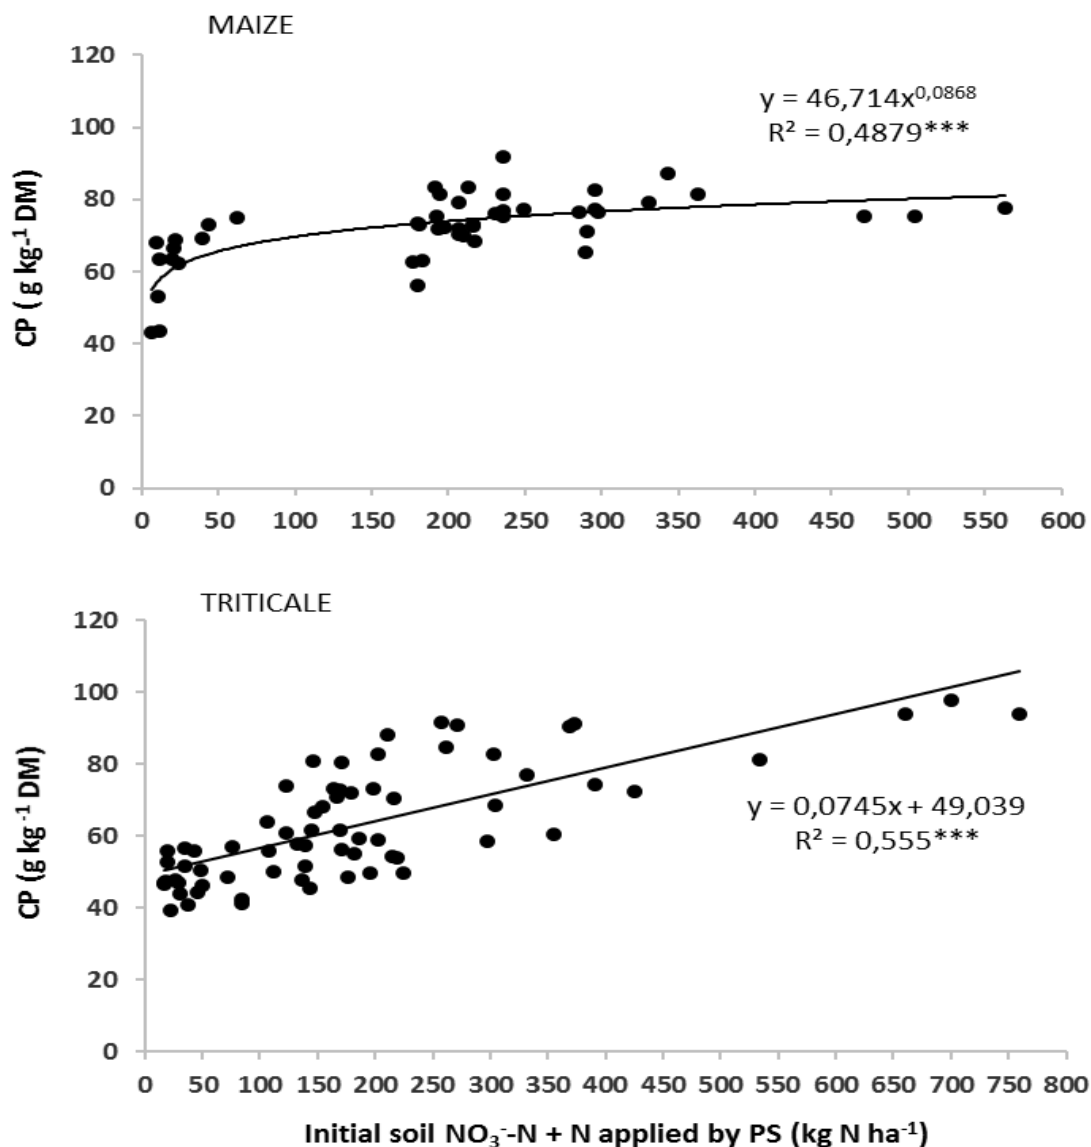 MAIZE
120
100
80
60
40
20
0
CP ( g kg⁻¹ DM)
y = 46,714x^0,0868
R² = 0,4879***
0 50 100 150 200 250 300 350 400 450 500 550 600
TRITICALE
120
100
80
60
40
20
0
CP (g kg ⁻¹ DM)
y = 0,0745x + 49,039
R² = 0,555***
0 50 100 150 200 250 300 350 400 450 500 550 600 650 700 750 800
Initial soil NO₃⁻-N + N applied by PS (kg N ha⁻¹)